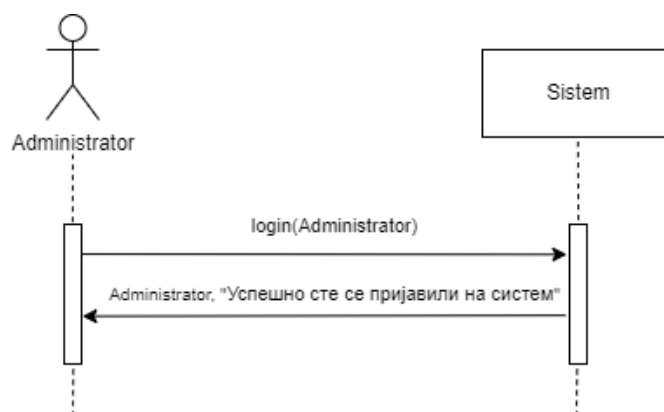 Administrator
Sistem
login(Administrator)
Administrator, "Успешно сте се пријавили на систем"